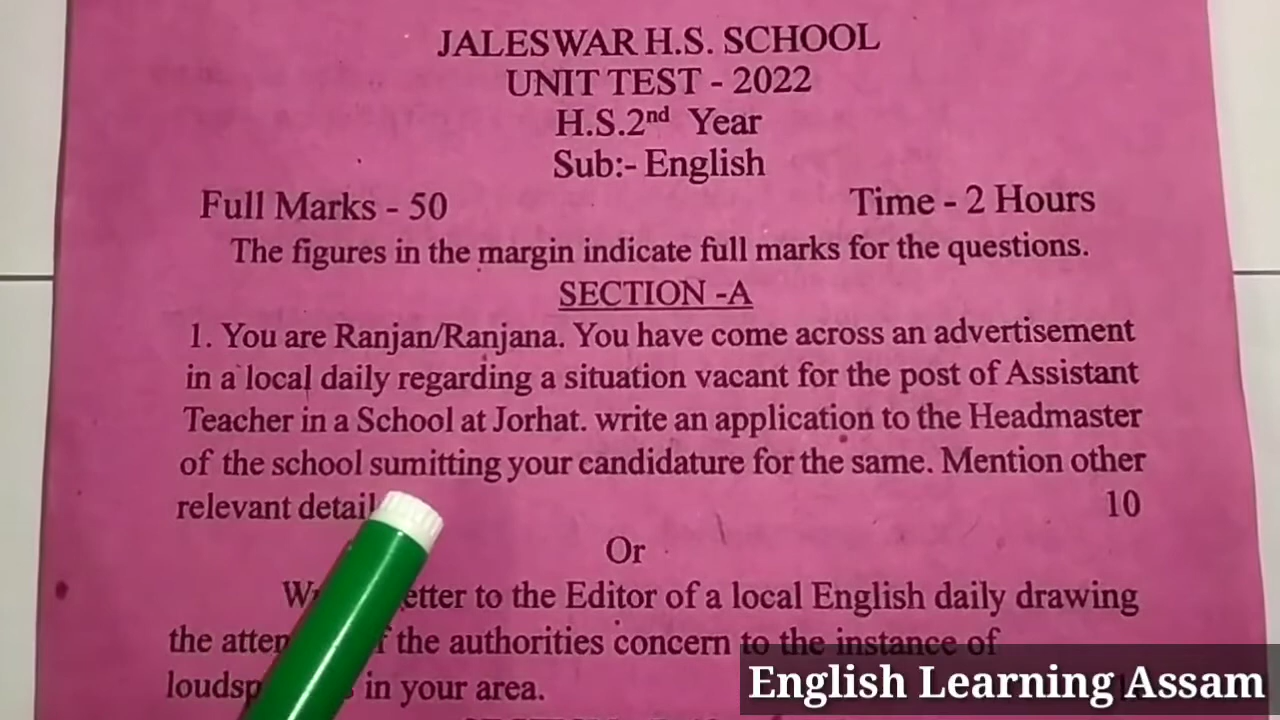 JALESWAR H.S. SCHOOL
UNIT TEST - 2022
H.S.2nd Year
Sub:- English
Full Marks - 50 Time - 2 Hours
The figures in the margin indicate full marks for the questions.
SECTION -A
1. You are Ranjan/Ranjana. You have come across an advertisement
in a local daily regarding a situation vacant for the post of Assistant
Teacher in a School at Jorhat. write an application to the Headmaster
of the school sumitting your candidature for the same. Mention other
relevant 10
Or
to the Editor of a local English daily drawing
the the authorities concern to the instance of
in your area.
English Learning Assam